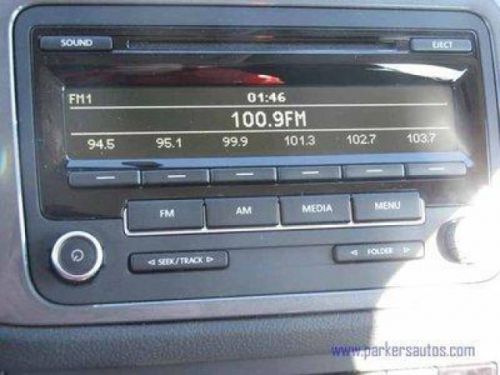 SOUND
EJECT
FM1 01:46
100.9FM
94.5 95.1 99.9 101.3 102.7 103.7
FM AM MEDIA MENU
SEEK/TRACK FOLDER
www.parkersautos.com